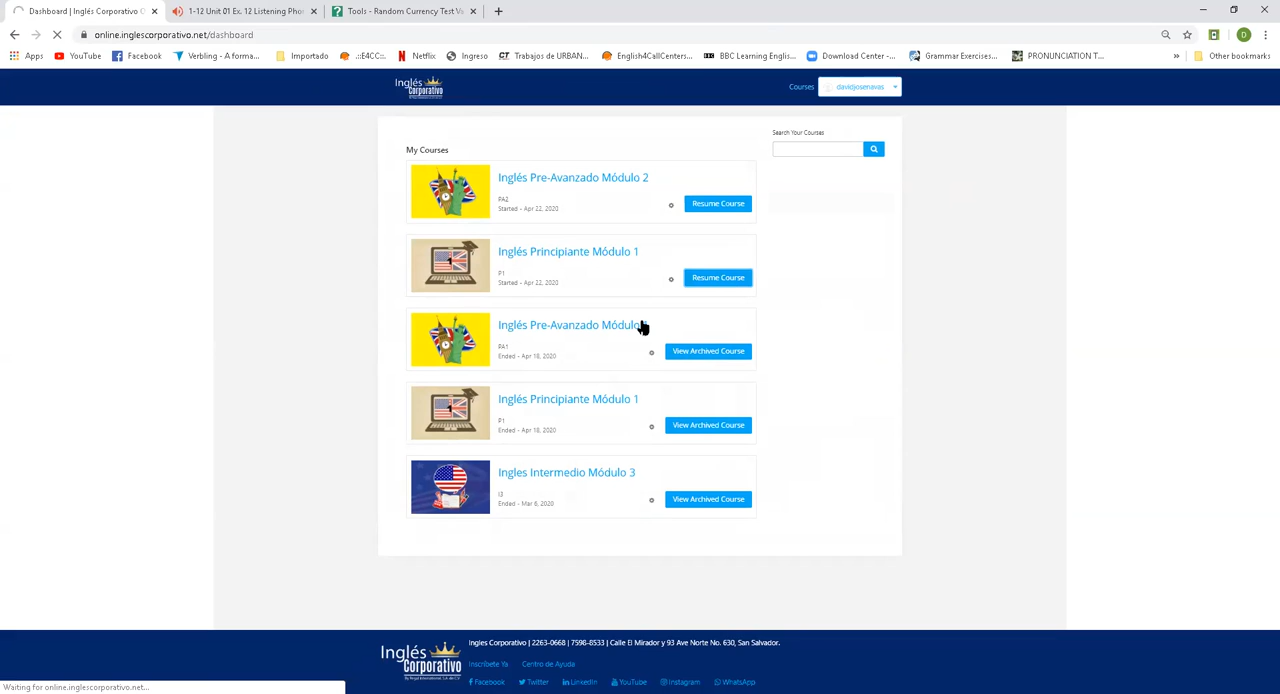 Dashboard | Inglés Corporativo O
1-12 Unit 01 Ex. 12 Listening Pho
Tools - Random Currency Test Va
online.inglescorporativo.net/dashboard
D
Apps YouTube Facebook Verbling - A forma... Importado .::E4CC::. Netflix Ingreso Trabajos de URBAN... English4CallCenters... BBC Learning Englis... Download Center -... Grammar Exercises... PRONUNCIATION T... » Other bookmarks
Inglés Corporativo
Courses davidjosenavas
Search Your Courses
My Courses
Inglés Pre-Avanzado Módulo 2
PA2
Started - Apr 22, 2020
Resume Course
Inglés Principiante Módulo 1
P1
Started - Apr 22, 2020
Resume Course
Inglés Pre-Avanzado Módulo
PA1
Ended - Apr 18, 2020
View Archived Course
Inglés Principiante Módulo 1
P1
Ended - Apr 18, 2020
View Archived Course
Ingles Intermedio Módulo 3
I3
Ended - Mar 6, 2020
View Archived Course
Inglés Corporativo
Ingles Corporativo | 2263-0668 | 7598-8533 | Calle El Mirador y 93 Ave Norte No. 630, San Salvador.
Inscríbete Ya Centro de Ayuda
Facebook Twitter LinkedIn YouTube Instagram WhatsApp
Waiting for online.inglescorporativo.net...